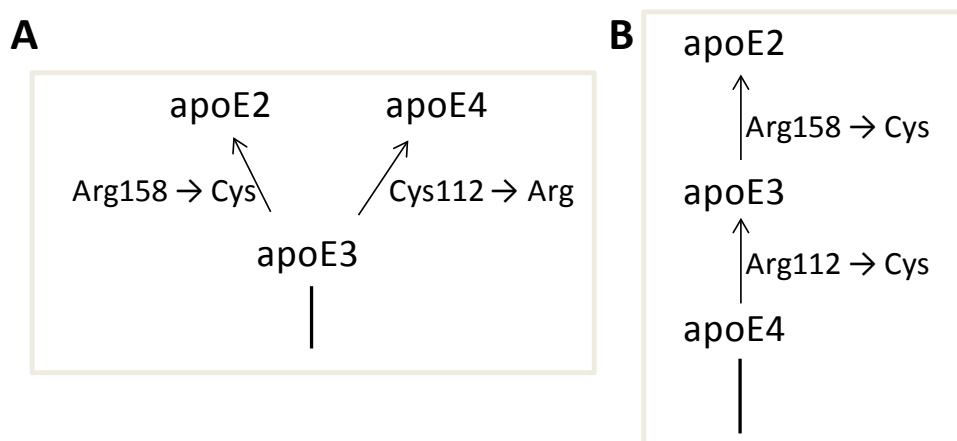 A
apoE2 apoE4
Arg158 → Cys Cys112 → Arg
apoE3
B
apoE2
Arg158 → Cys
apoE3
Arg112 → Cys
apoE4